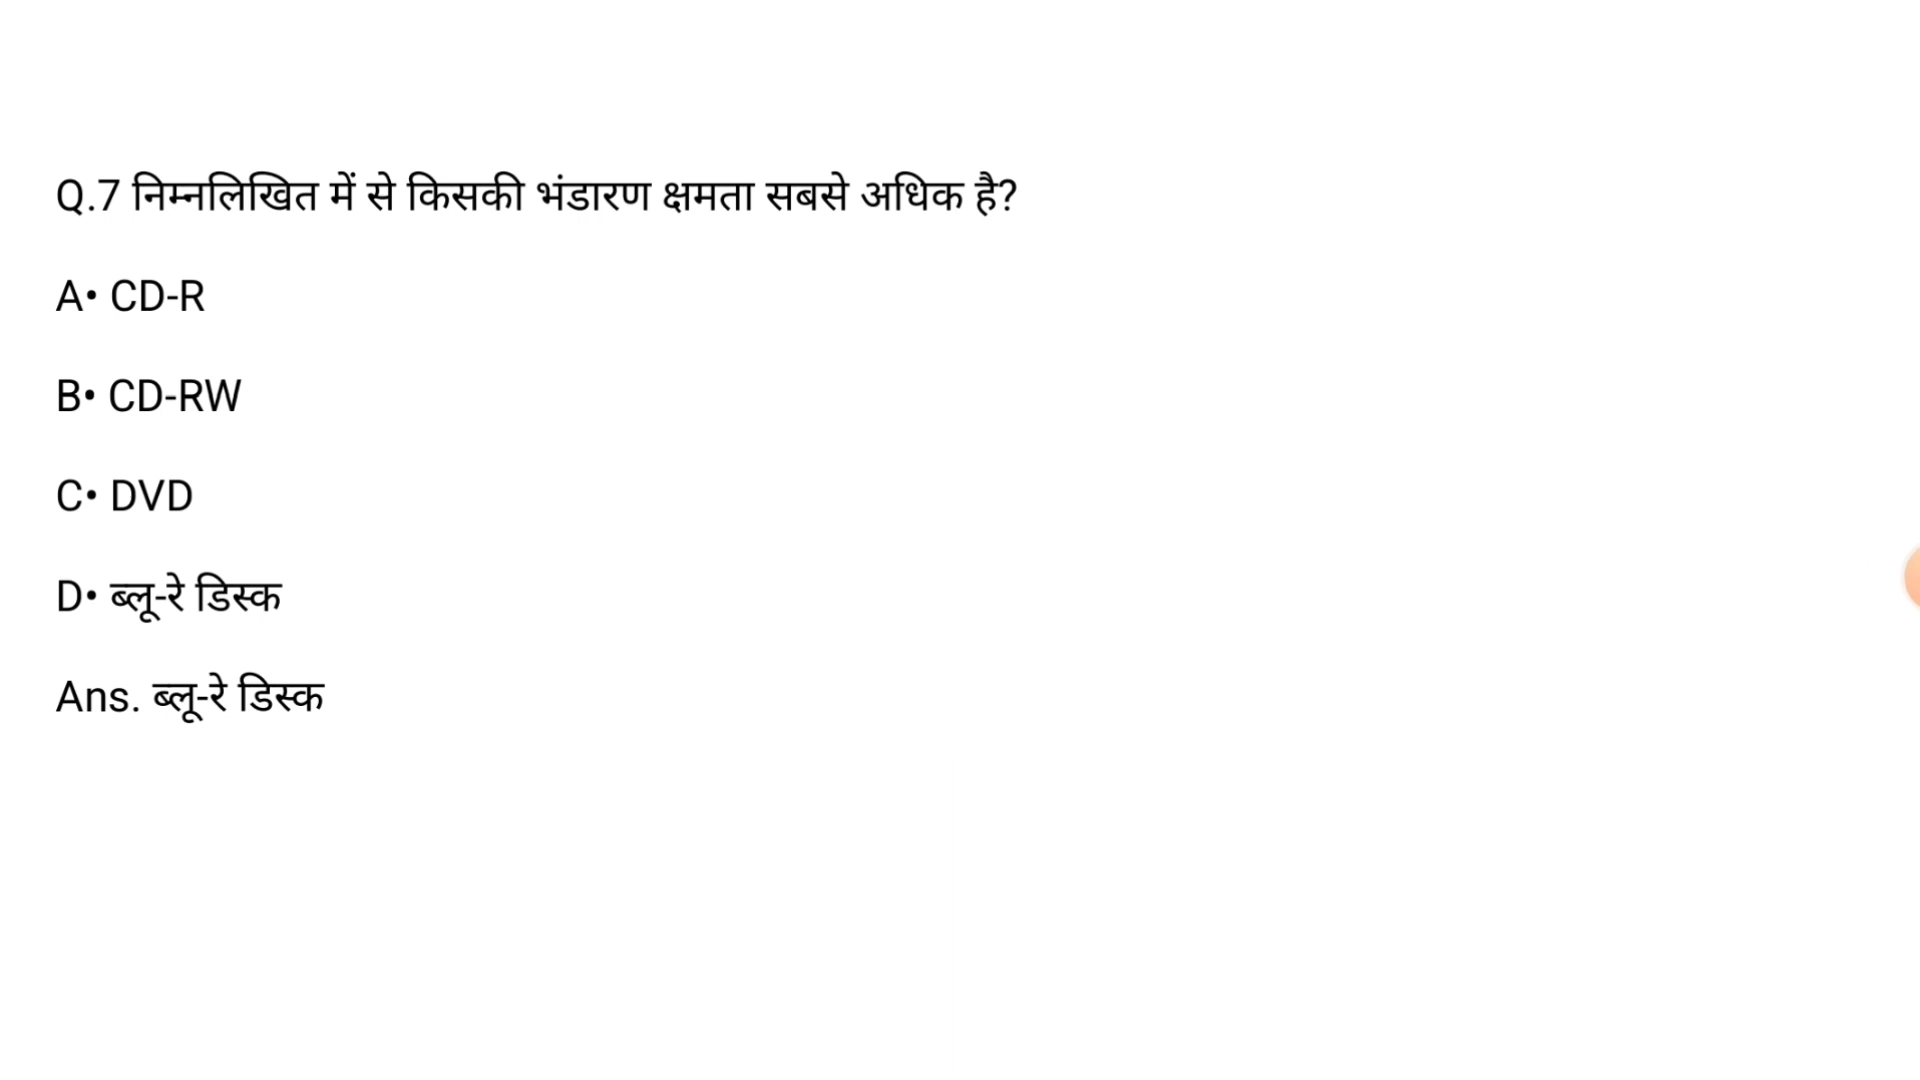 Q.7 निम्नलिखित में से किसकी भंडारण क्षमता सबसे अधिक है?
A• CD-R
B• CD-RW
C• DVD
D• ब्लू-रे डिस्क
Ans. ब्लू-रे डिस्क